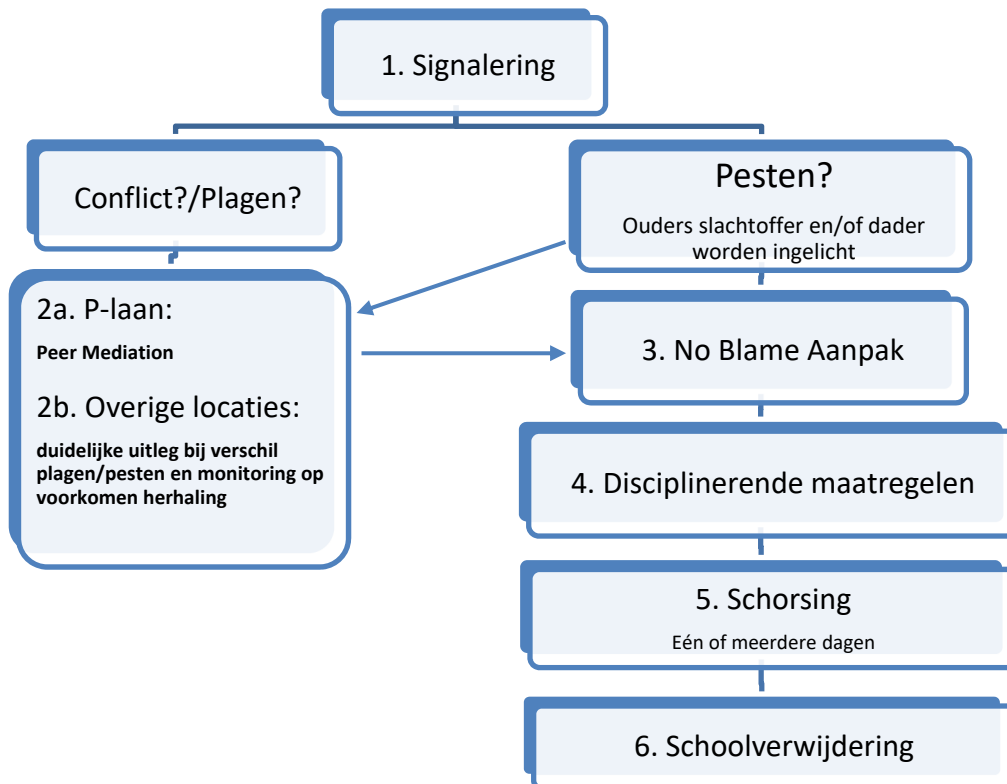 1. Signalering
Conflict?/Plagen?
Pesten?
Ouders slachtoffer en/of dader
worden ingelicht
2a. P-laan:
Peer Mediation
2b. Overige locaties:
duidelijke uitleg bij verschil
plagen/pesten en monitoring op
voorkomen herhaling
3. No Blame Aanpak
4. Disciplinerende maatregelen
5. Schorsing
Eén of meerdere dagen
6. Schoolverwijdering